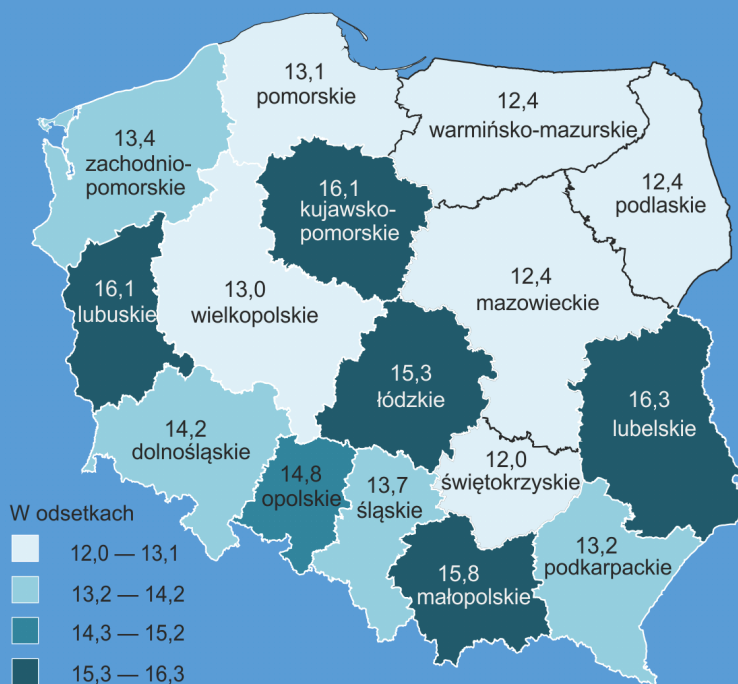 13,1
pomorskie
12,4
warmińsko-mazurskie
13,4
zachodnio-
pomorskie
16,1
kujawsko-
pomorskie
12,4
podlaskie
16,1
lubuskie
13,0
wielkopolskie
12,4
mazowieckie
15,3
łódzkie
16,3
lubelskie
14,2
dolnośląskie
14,8
opolskie
13,7
śląskie
12,0
świętokrzyskie
15,8
małopolskie
13,2
podkarpackie
W odsetkach
12,0 — 13,1
13,2 — 14,2
14,3 — 15,2
15,3 — 16,3